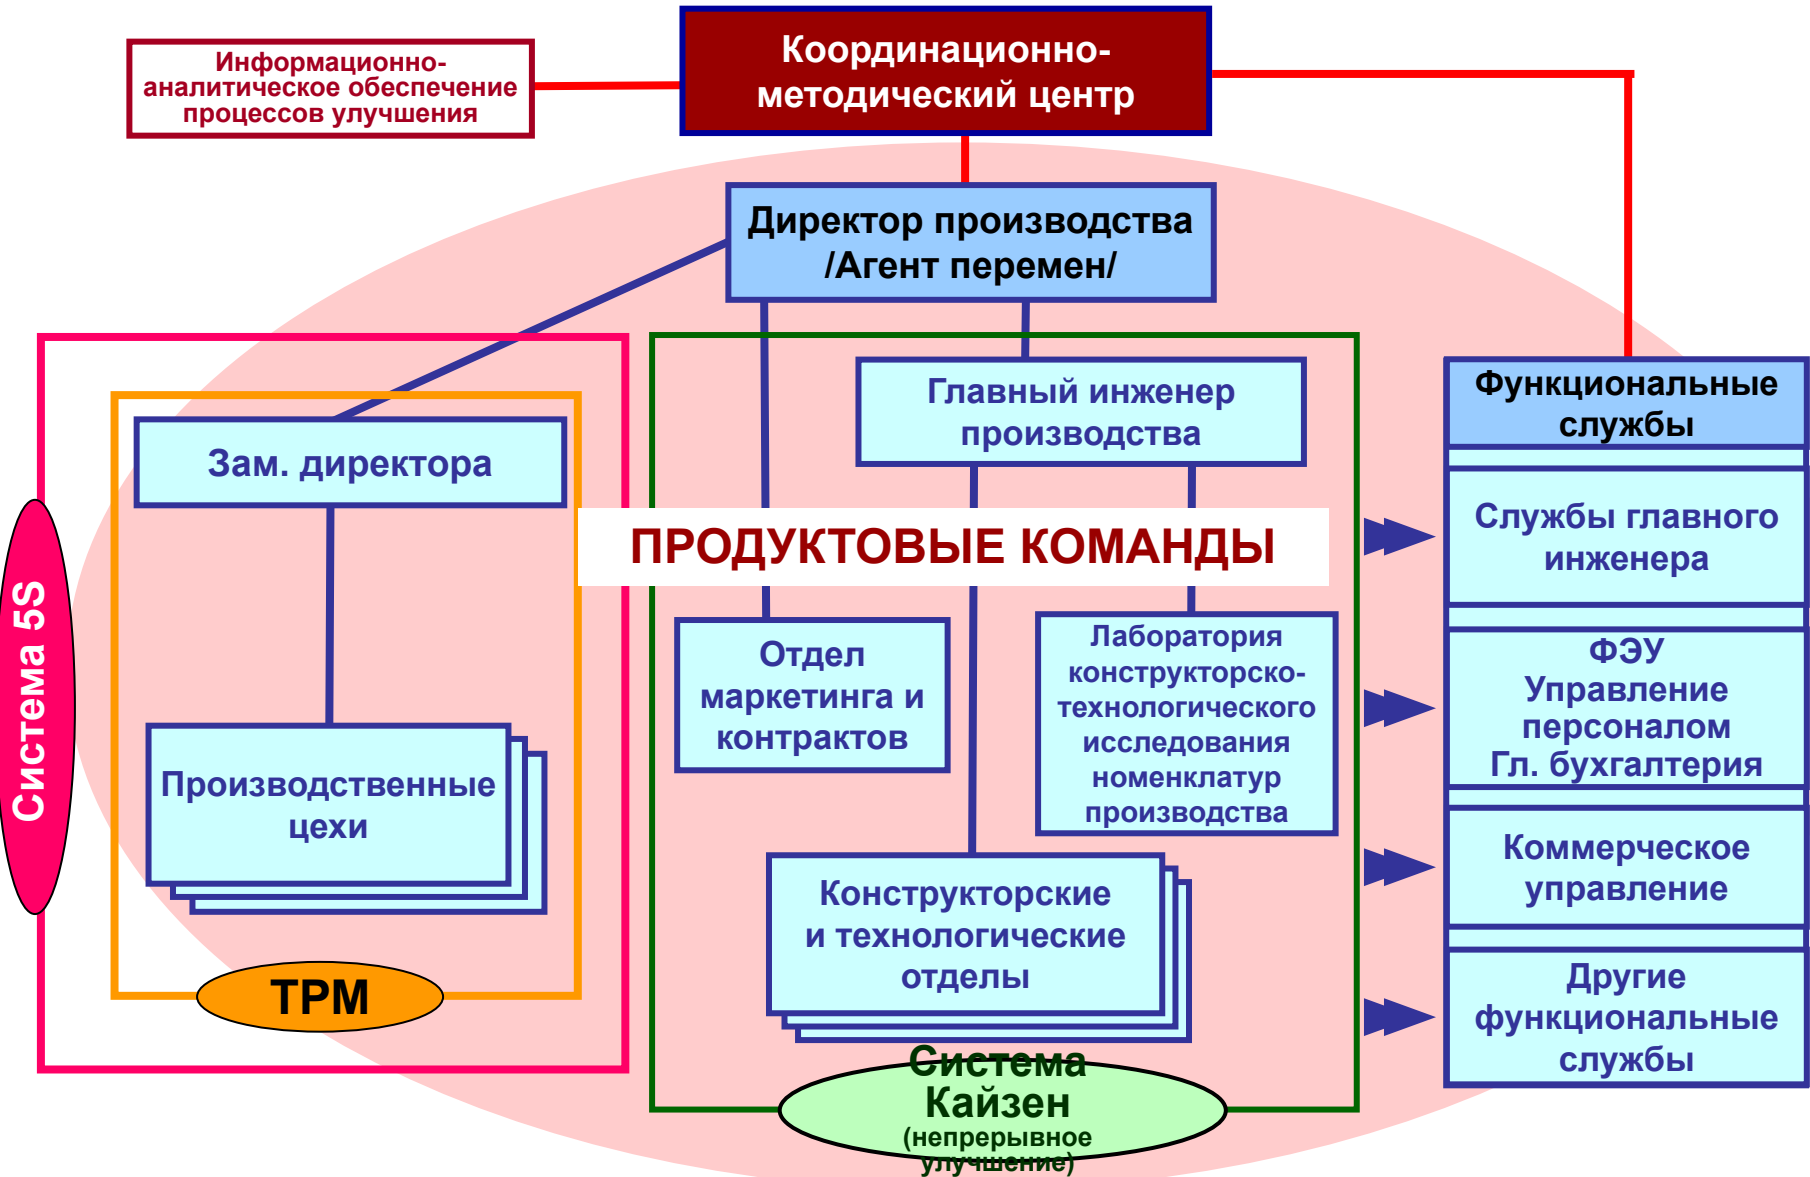 Информационно-
аналитическое обеспечение
процессов улучшения
Координационно-
методический центр
Директор производства
/Агент перемен/
Зам. директора
Главный инженер
производства
ПРОДУКТОВЫЕ КОМАНДЫ
Система 5S
Производственные
цехи
ТРМ
Отдел
маркетинга и
контрактов
Лаборатория
конструкторско-
технологического
исследования
номенклатур
производства
Конструкторские
и технологические
отделы
Система
Кайзен
(непрерывное
улучшение)
Функциональные
службы
Службы главного
инженера
ФЭУ
Управление
персоналом
Гл. бухгалтерия
Коммерческое
управление
Другие
функциональные
службы